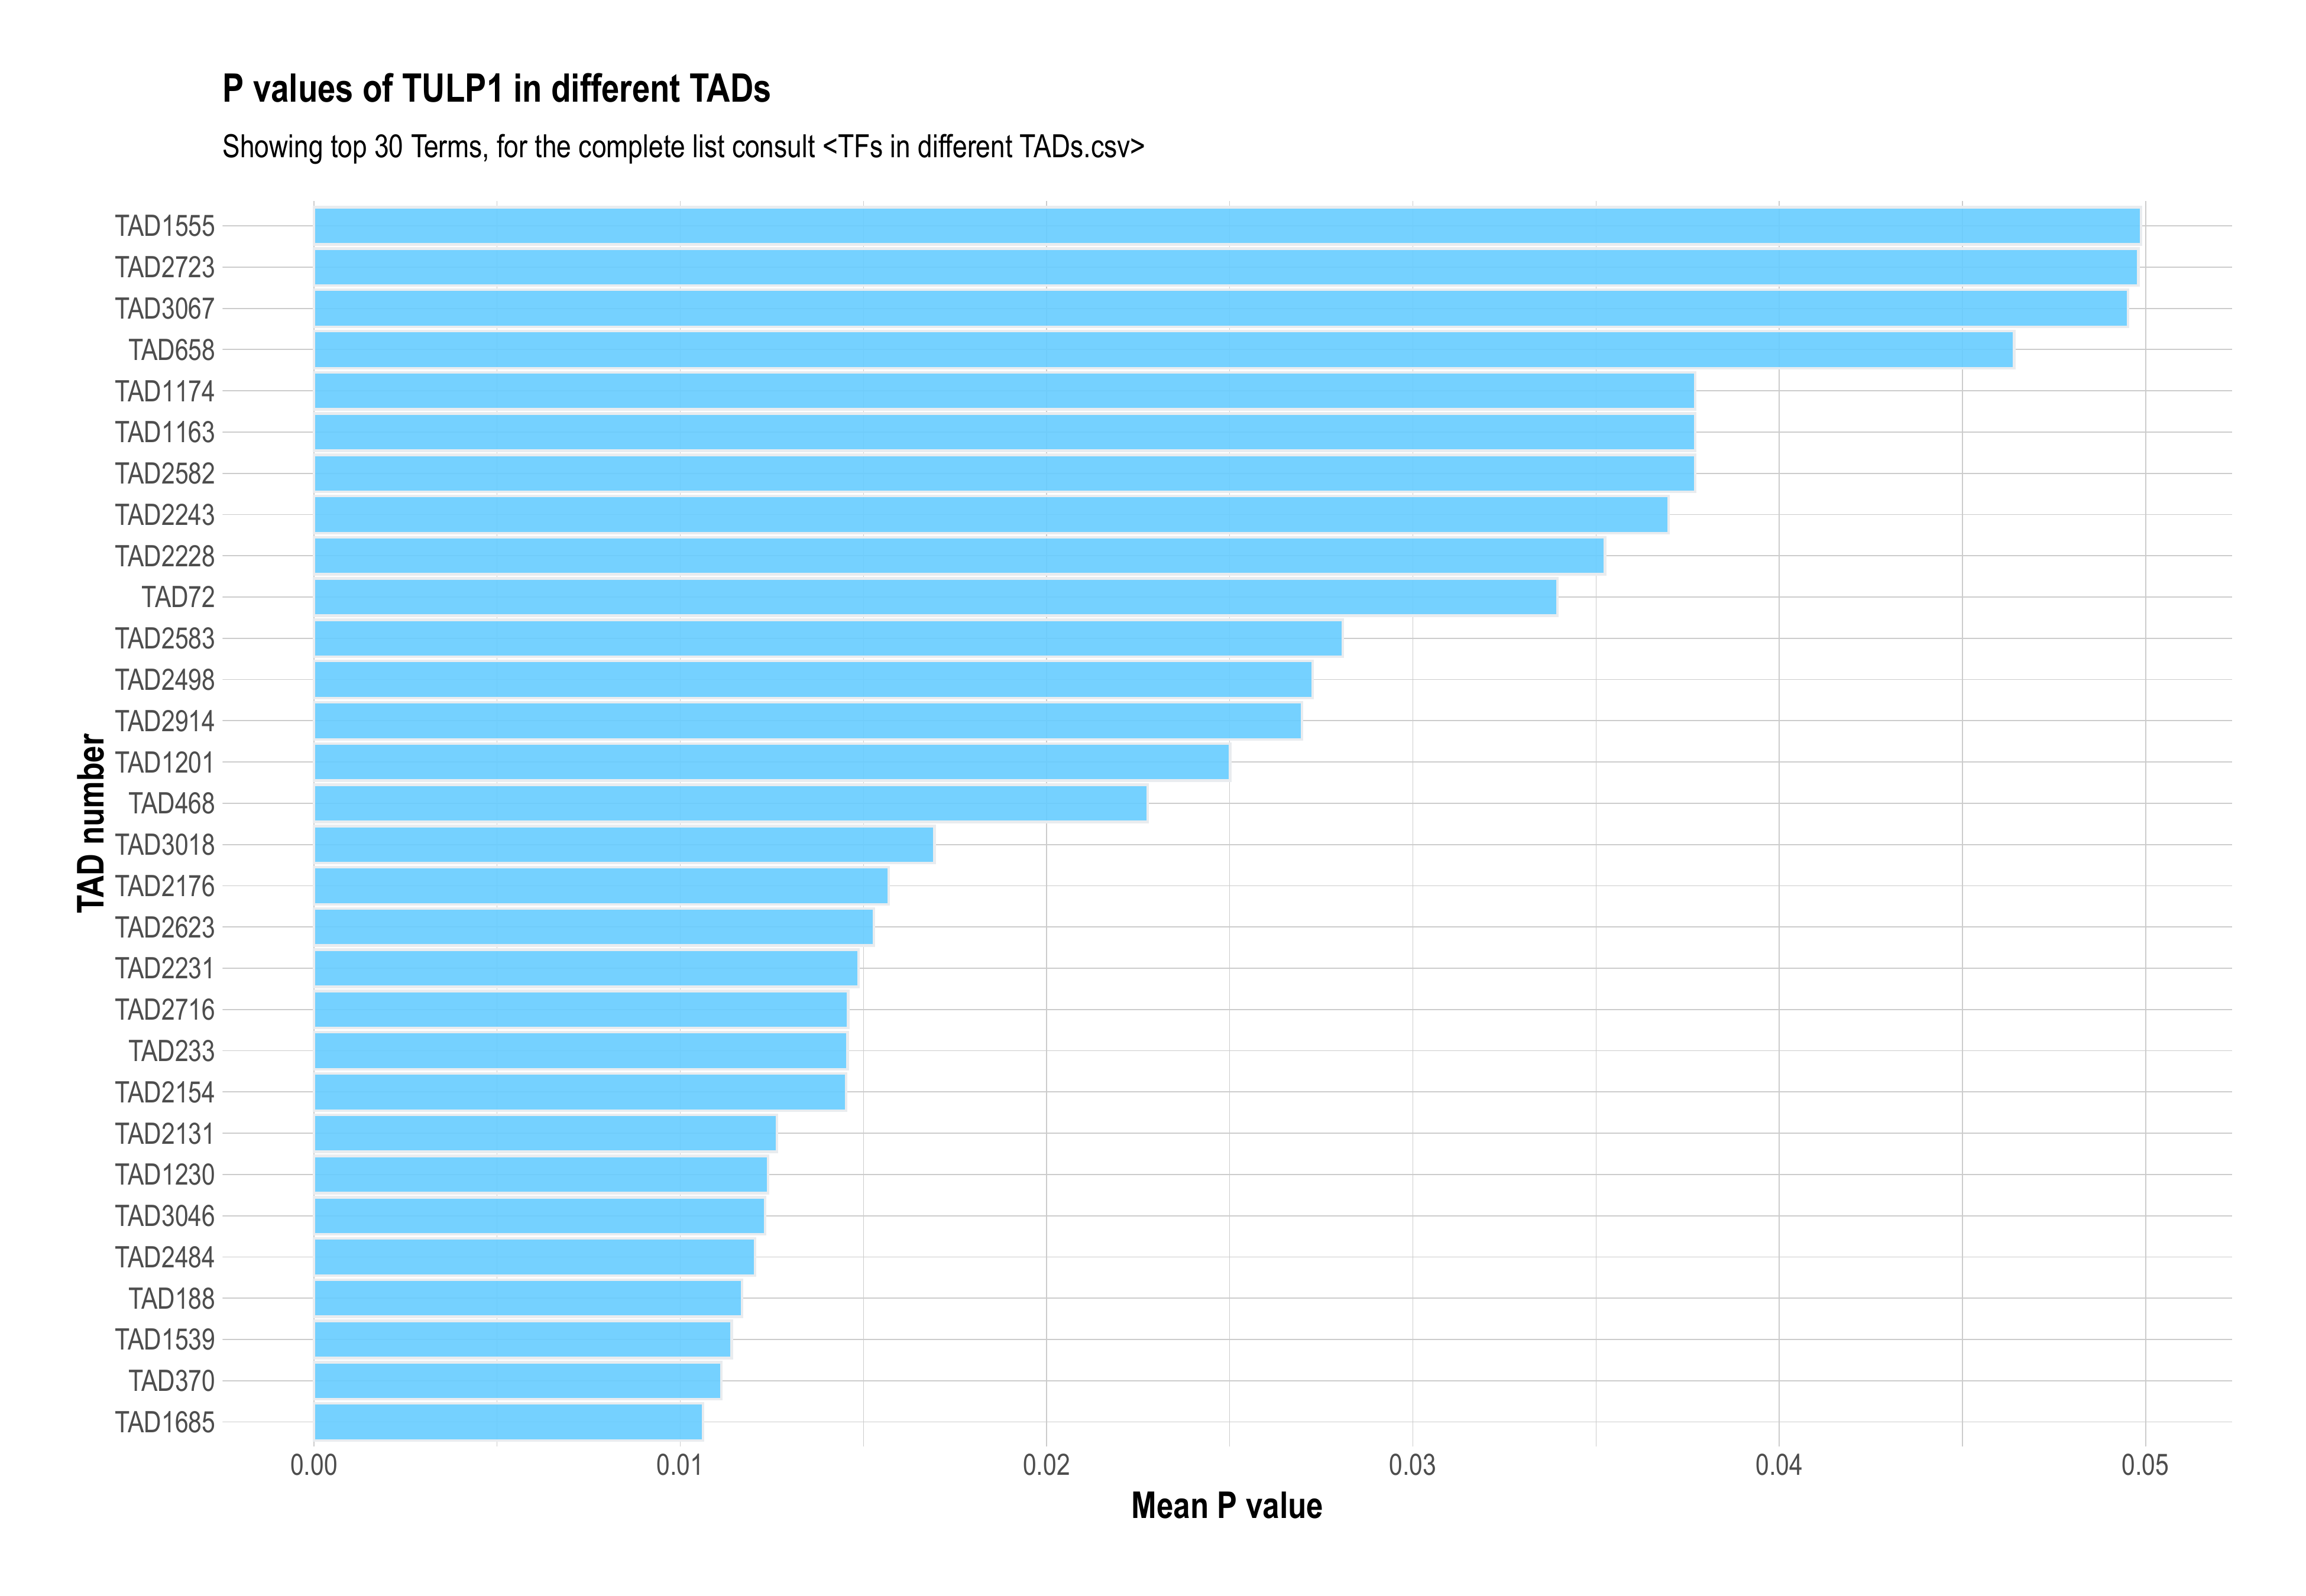 P values of TULP1 in different TADs
Showing top 30 Terms, for the complete list consult <TFs in different TADs.csv>
TAD number
TAD1555
TAD2723
TAD3067
TAD658
TAD1174
TAD1163
TAD2582
TAD2243
TAD2228
TAD72
TAD2583
TAD2498
TAD2914
TAD1201
TAD468
TAD3018
TAD2176
TAD2623
TAD2231
TAD2716
TAD233
TAD2154
TAD2131
TAD1230
TAD3046
TAD2484
TAD188
TAD1539
TAD370
TAD1685
0.00 0.01 0.02 0.03 0.04 0.05
Mean P value